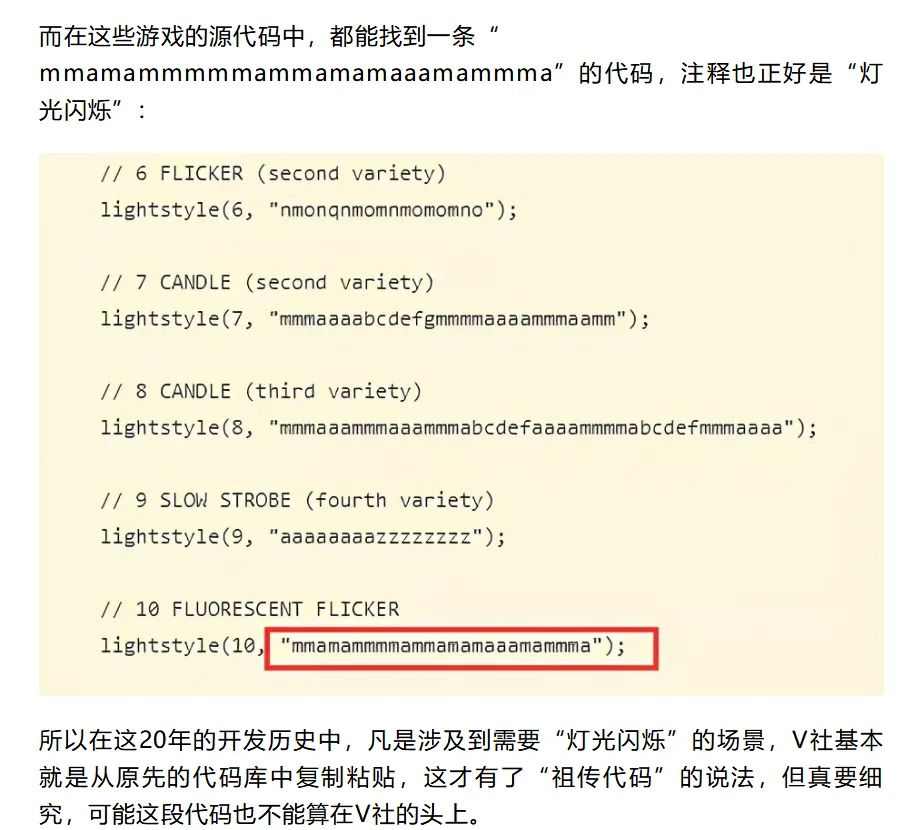 而在这些游戏的源代码中，都能找到一条“
mmamammmmmammamamaaamammma”的代码，注释也正好是“灯
光闪烁”：
// 6 FLICKER (second variety)
lightstyle(6, "nmonqnmomnmomomno");
// 7 CANDLE (second variety)
lightstyle(7, "mmmaaaabcdefgmmmmaaaammmaamm");
// 8 CANDLE (third variety)
lightstyle(8, "mmmaaammmaaammmabcdefaaaammmmabcdefmmmaaaa");
// 9 SLOW STROBE (fourth variety)
lightstyle(9, "aaaaaaaazzzzzzzz");
// 10 FLUORESCENT FLICKER
lightstyle(10, "mmamammmmammamamaaamammma");
所以在这20年的开发历史中，凡是涉及到需要“灯光闪烁”的场景，V社基本
就是从原先的代码库中复制粘贴，这才有了“祖传代码”的说法，但真要细
究，可能这段代码也不能算在V社的头上。